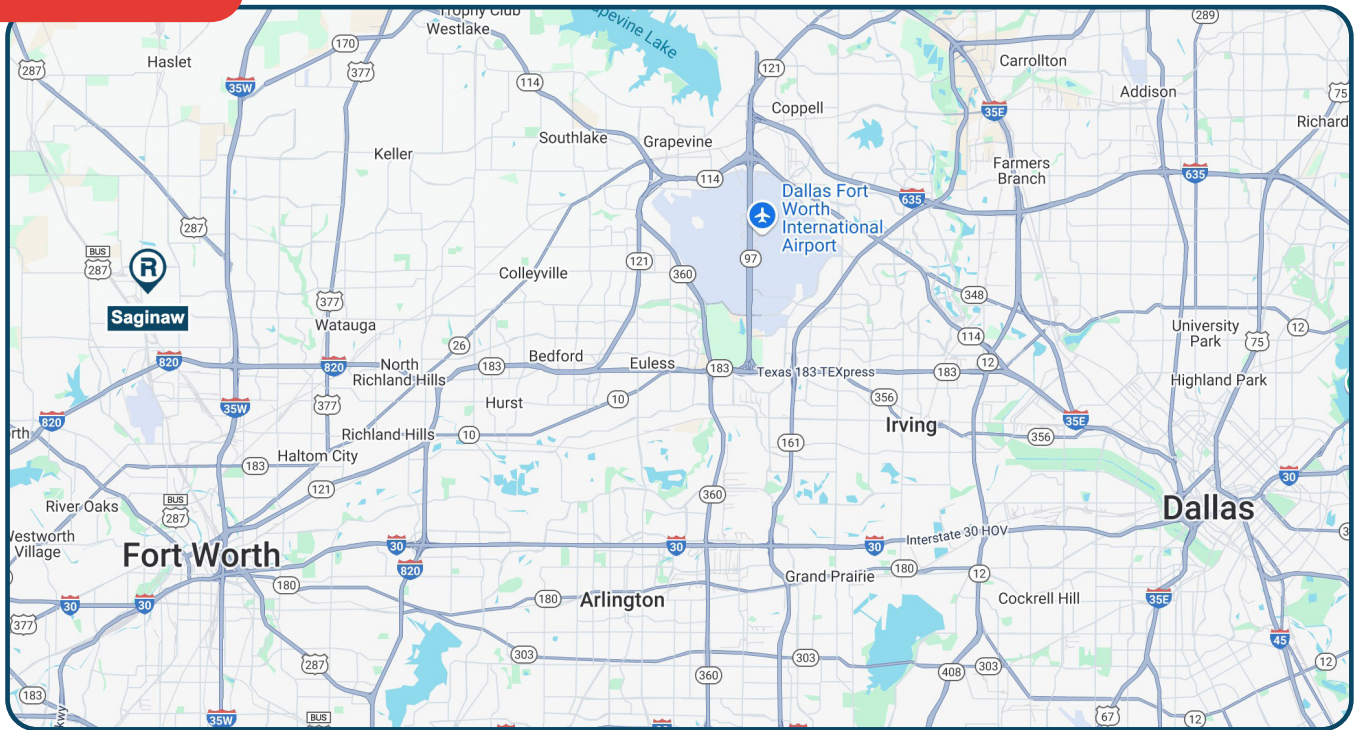 Trophy Club
Westlake
289
170
Haslet
287
377
121
Carrollton
35W
114
Grapevine Lake
Addison
75
Coppell
35E
Richard
Southlake
Grapevine
Keller
Farmers
Branch
114
635
635
Dallas Fort
Worth
International
Airport
287
BUS
287
R
Saginaw
121
360
97
Colleyville
377
348
Watauga
University
Park
12
26
114
75
820
820
North
Richland Hills
183
Bedford
Euless
183
Texas 183 TEXpress
183
12
Highland Park
35W
377
Hurst
10
356
820
35E
Irving
rth
Richland Hills
10
161
356
Haltom City
183
30
121
360
River Oaks
BUS
287
Dallas
Westworth
Village
Fort Worth
30
30
30
Interstate 30 HOV
820
180
Grand Prairie
180
12
180
Arlington
Cockrell Hill
35E
30
30
377
45
303
303
287
408
303
12
360
183
kwy
35W
BUS
67
12